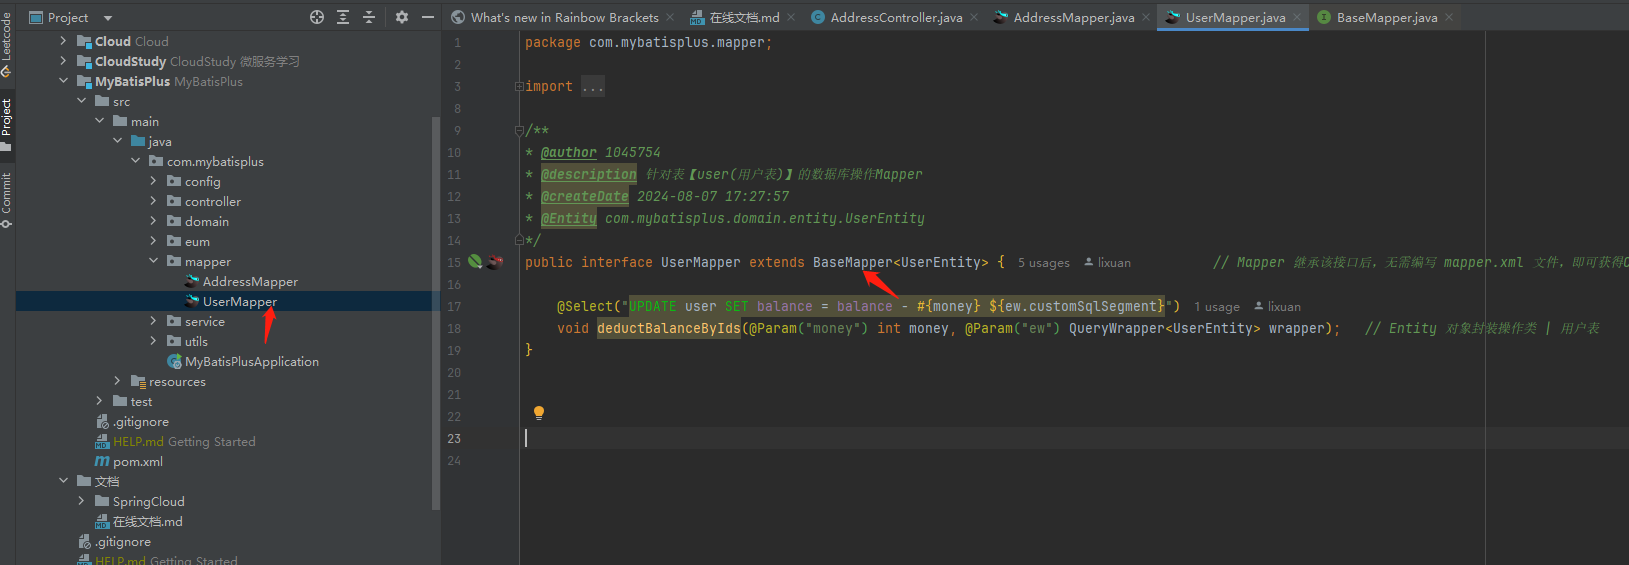 Project
What's new in Rainbow Brackets
在线文档.md
AddressController.java
AddressMapper.java
UserMapper.java
BaseMapper.java
Leetcode
Project
Commit
Cloud Cloud
CloudStudy CloudStudy 微服务学习
MyBatisPlus MyBatisPlus
src
main
java
com.mybatisplus
config
controller
domain
eum
mapper
AddressMapper
UserMapper
service
utils
MyBatisPlusApplication
resources
test
.gitignore
HELP.md Getting Started
pom.xml
文档
SpringCloud
在线文档.md
.gitignore
HELP.md Getting Started
1 package com.mybatisplus.mapper;
2
3 import ...
8
9 /**
10 * @author 1045754
11 * @description 针对表【user(用户表)】的数据库操作Mapper
12 * @createDate 2024-08-07 17:27:57
13 * @Entity com.mybatisplus.domain.entity.UserEntity
14 */
15 public interface UserMapper extends BaseMapper<UserEntity> { 5 usages lixuan // Mapper 继承该接口后，无需编写 mapper.xml 文件，即可获得
16
17 @Select("UPDATE user SET balance = balance - #{money} ${ew.customSqlSegment}") 1 usage lixuan
18 void deductBalanceByIds(@Param("money") int money, @Param("ew") QueryWrapper<UserEntity> wrapper); // Entity 对象封装操作类 | 用户表
19 }
20
21
22
23
24